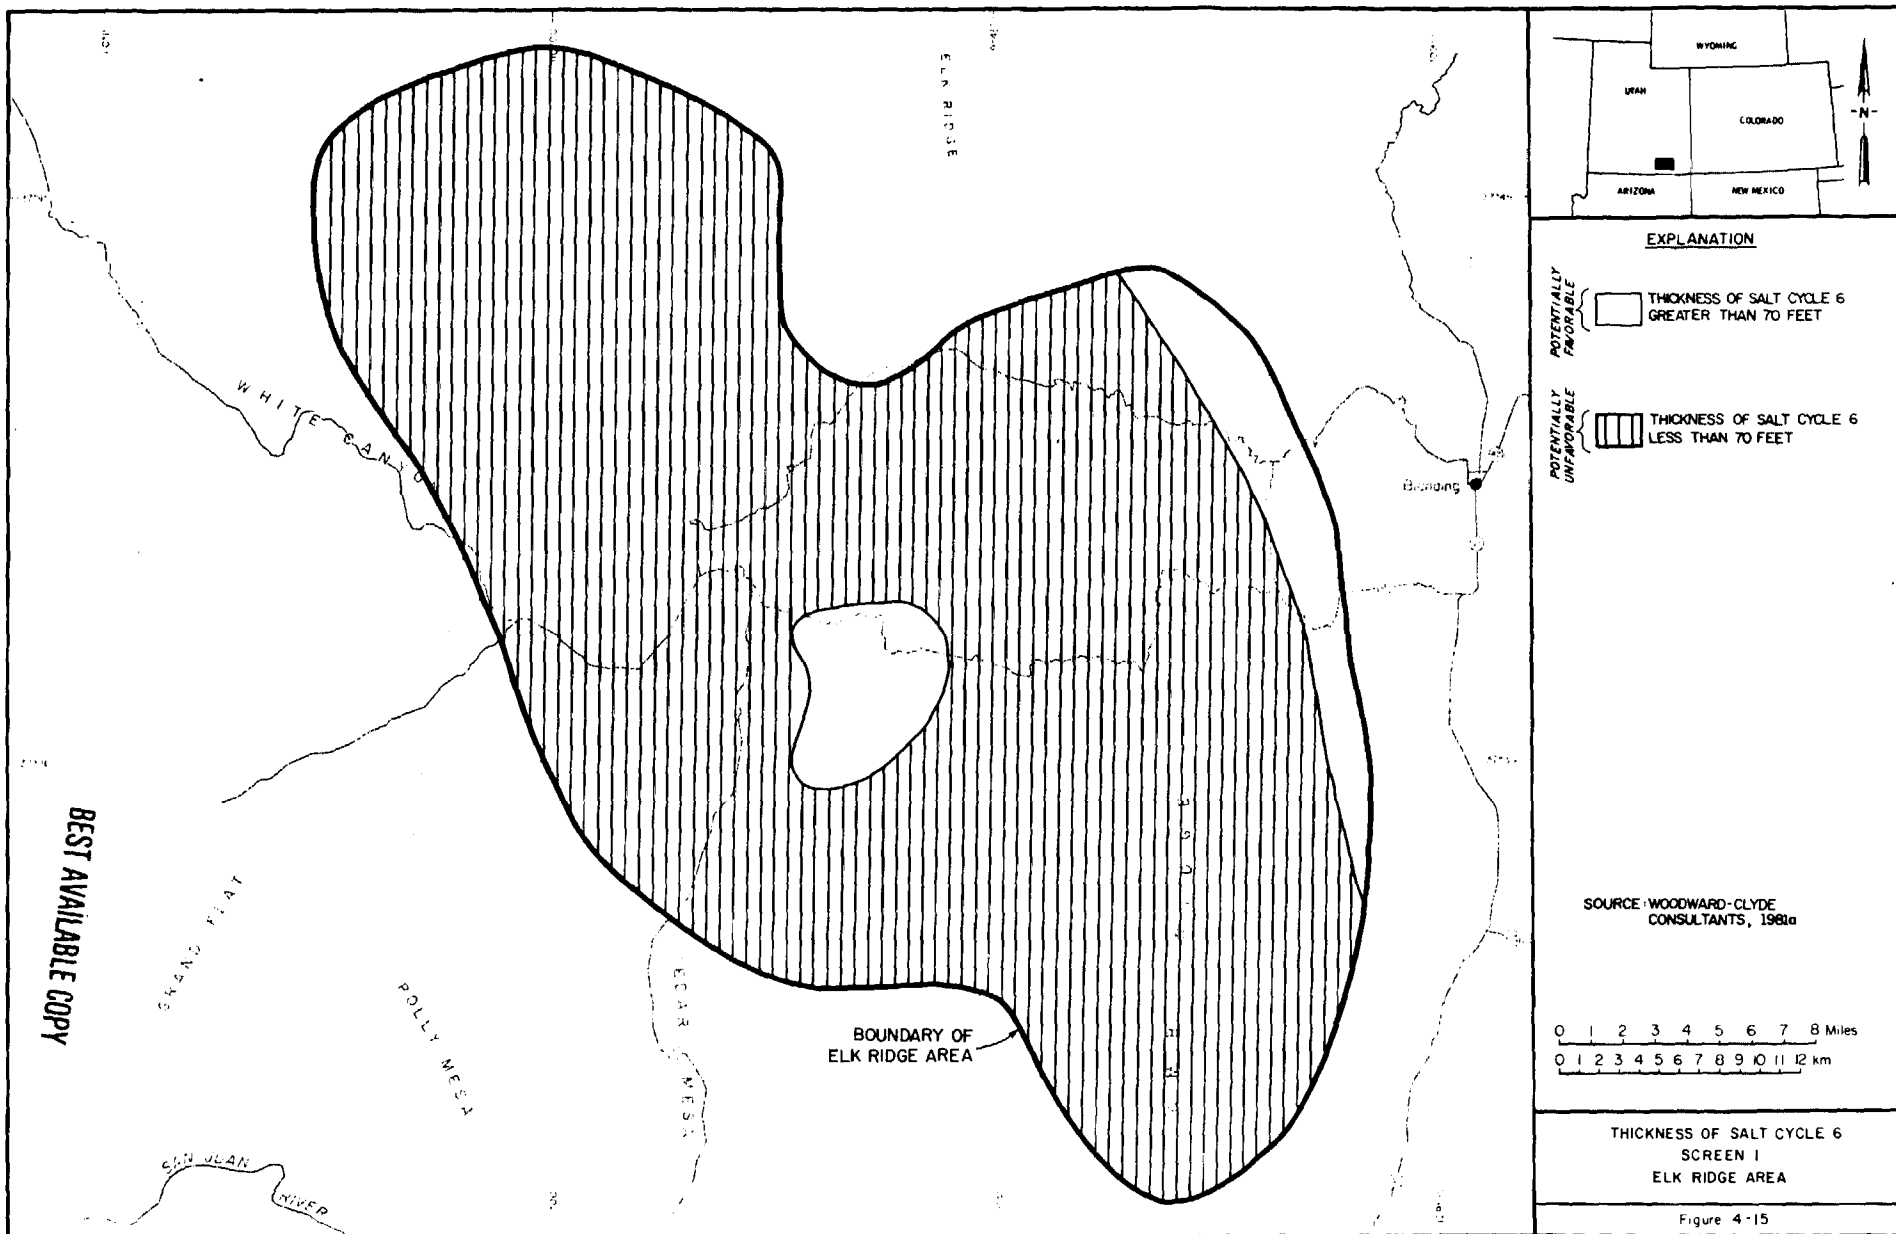 ELK RIDGE
WHITE CANYON
Blanding
GRAND FLAT
POLLY MESA
MESA
SAN JUAN
RIVER
BOUNDARY OF
ELK RIDGE AREA
BEST AVAILABLE COPY
WYOMING
UTAH
COLORADO
ARIZONA
NEW MEXICO
-N-
EXPLANATION
POTENTIALLY
FAVORABLE
THICKNESS OF SALT CYCLE 6
GREATER THAN 70 FEET
POTENTIALLY
UNFAVORABLE
THICKNESS OF SALT CYCLE 6
LESS THAN 70 FEET
SOURCE: WOODWARD-CLYDE
CONSULTANTS, 1981a
0 1 2 3 4 5 6 7 8 Miles
0 1 2 3 4 5 6 7 8 9 10 11 12 km
THICKNESS OF SALT CYCLE 6
SCREEN 1
ELK RIDGE AREA
Figure 4-15